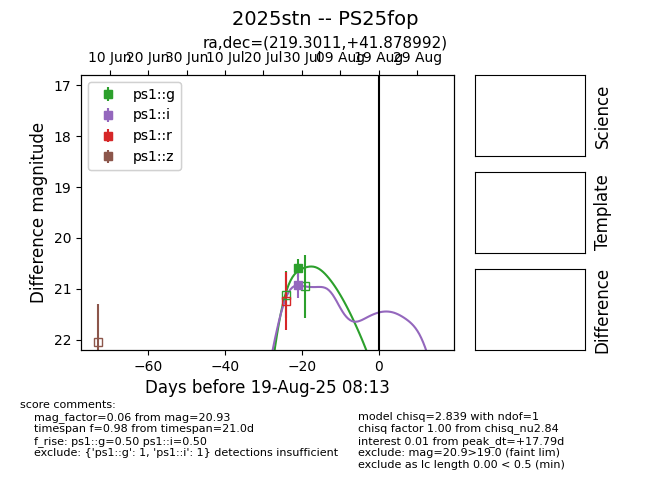 2025stn -- PS25fop
ra,dec=(219.3011,+41.878992)
10 Jun 20 Jun 30 Jun 10 Jul 20 Jul 30 Jul 09 Aug 19 Aug 29 Aug
ps1::g
ps1::i
ps1::r
ps1::z
17
18
19
20
21
22
Difference magnitude
−60 −40 −20 0
Days before 19-Aug-25 08:13
Science
Template
Difference
score comments:
mag_factor=0.06 from mag=20.93
timespan f=0.98 from timespan=21.0d
f_rise: ps1::g=0.50 ps1::i=0.50
exclude: {'ps1::g': 1, 'ps1::i': 1} detections insufficient
model chisq=2.839 with ndof=1
chisq factor 1.00 from chisq_nu2.84
interest 0.01 from peak_dt=+17.79d
exclude: mag=20.9>19.0 (faint lim)
exclude as lc length 0.00 < 0.5 (min)